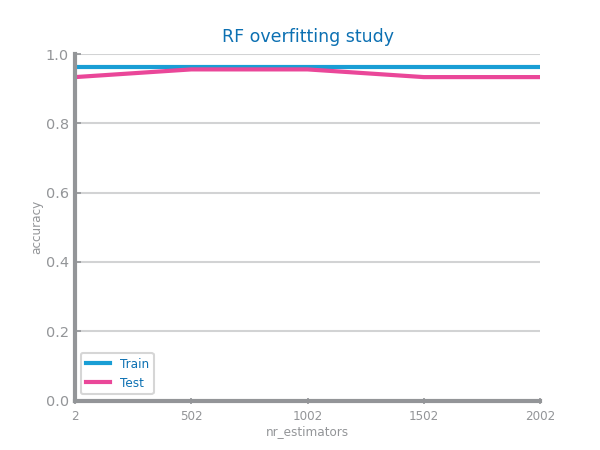 RF overfitting study
1.0
0.8
0.6
0.4
0.2
0.0
accuracy
Train
Test
2 502 1002 1502 2002
nr_estimators